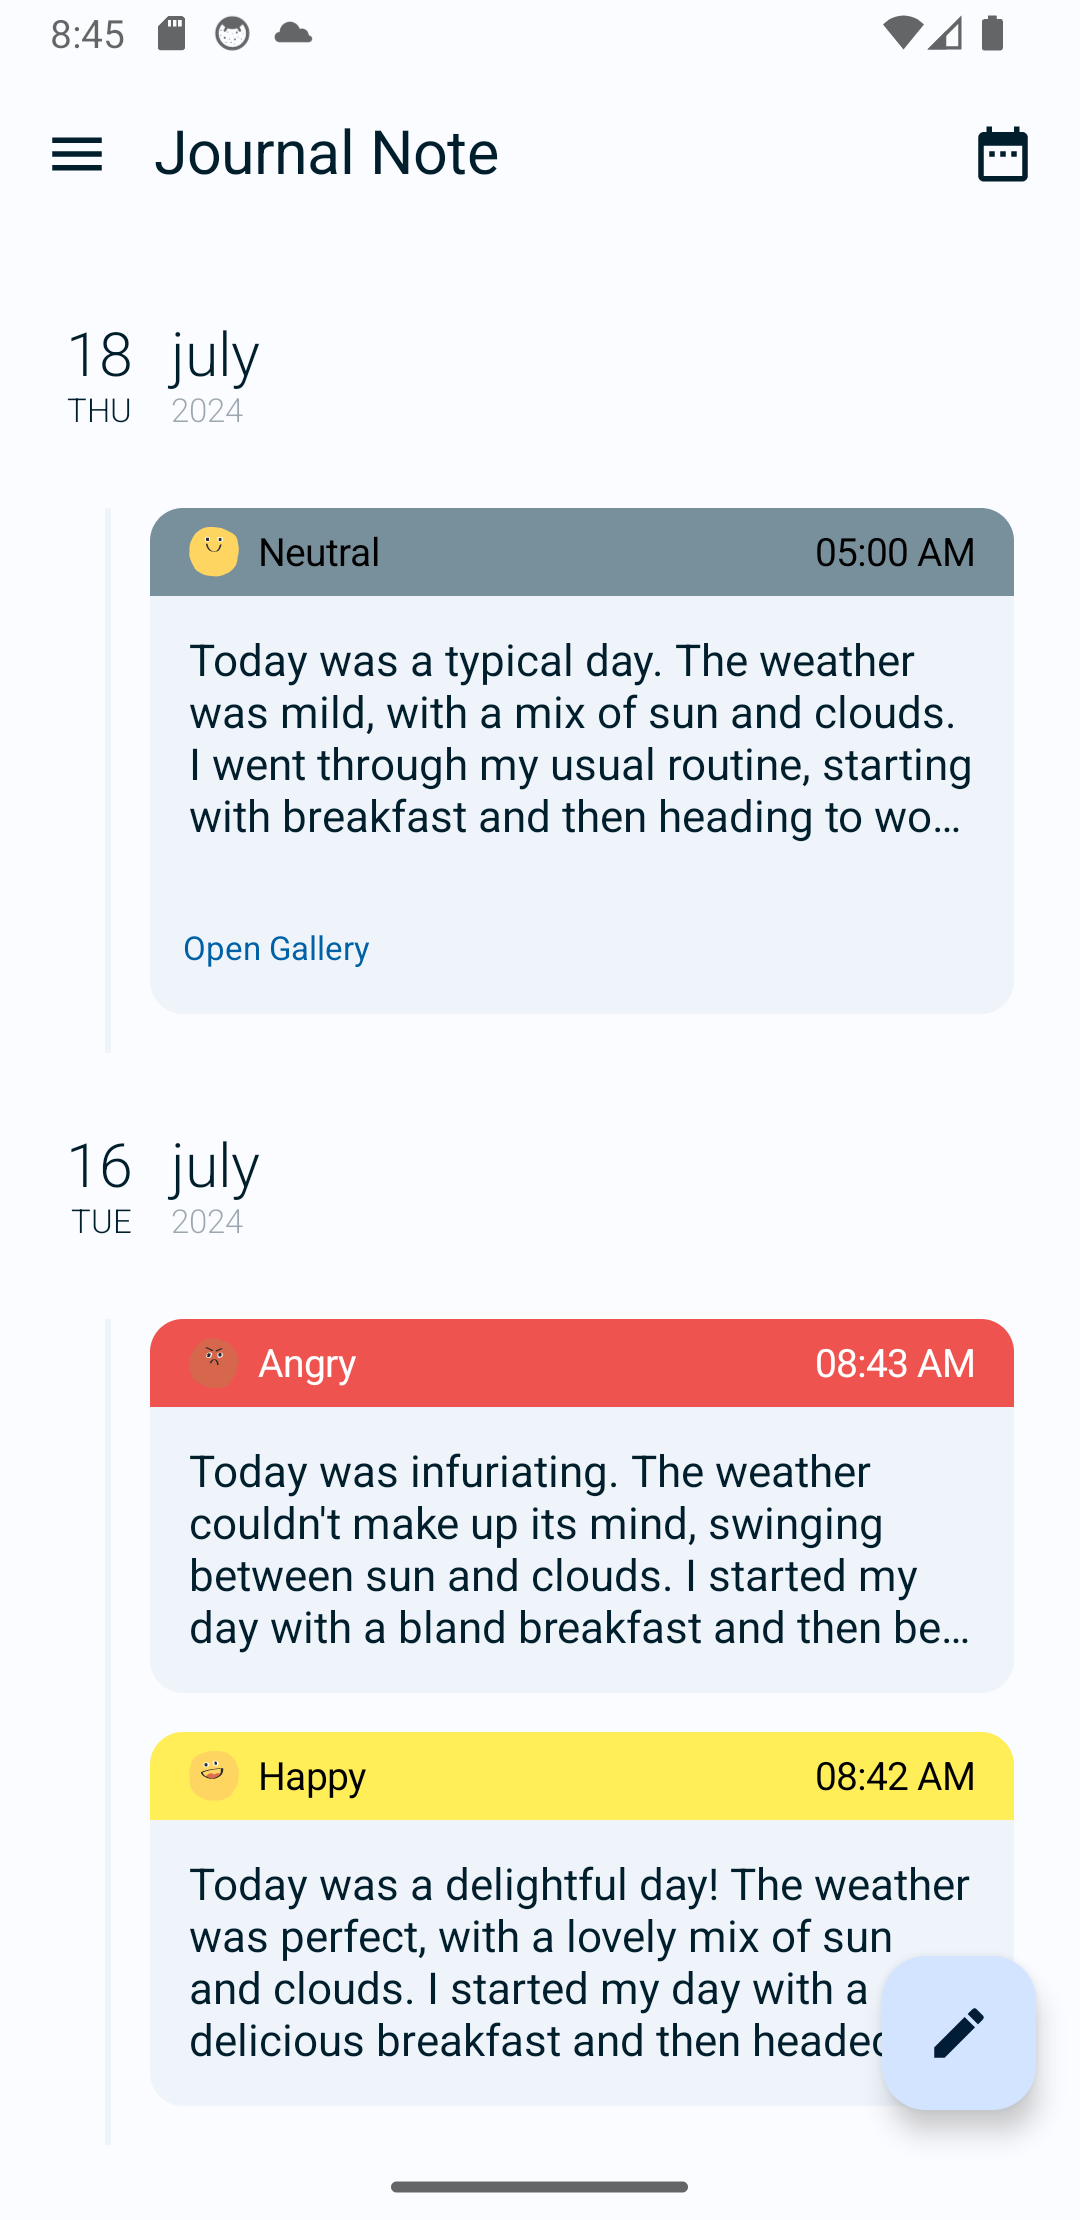 8:45
Journal Note
18 july
THU 2024
Neutral 05:00 AM
Today was a typical day. The weather
was mild, with a mix of sun and clouds.
I went through my usual routine, starting
with breakfast and then heading to wo…
Open Gallery
16 july
TUE 2024
Angry 08:43 AM
Today was infuriating. The weather
couldn't make up its mind, swinging
between sun and clouds. I started my
day with a bland breakfast and then be…
Happy 08:42 AM
Today was a delightful day! The weather
was perfect, with a lovely mix of sun
and clouds. I started my day with a
delicious breakfast and then headed